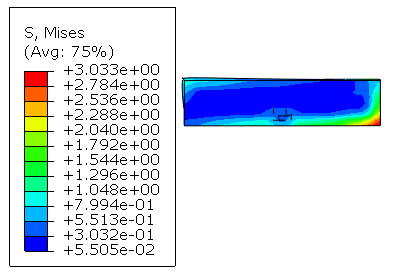 S, Mises
(Avg: 75%)
+3.033e+00
+2.784e+00
+2.536e+00
+2.288e+00
+2.040e+00
+1.792e+00
+1.544e+00
+1.296e+00
+1.048e+00
+7.994e-01
+5.513e-01
+3.032e-01
+5.505e-02